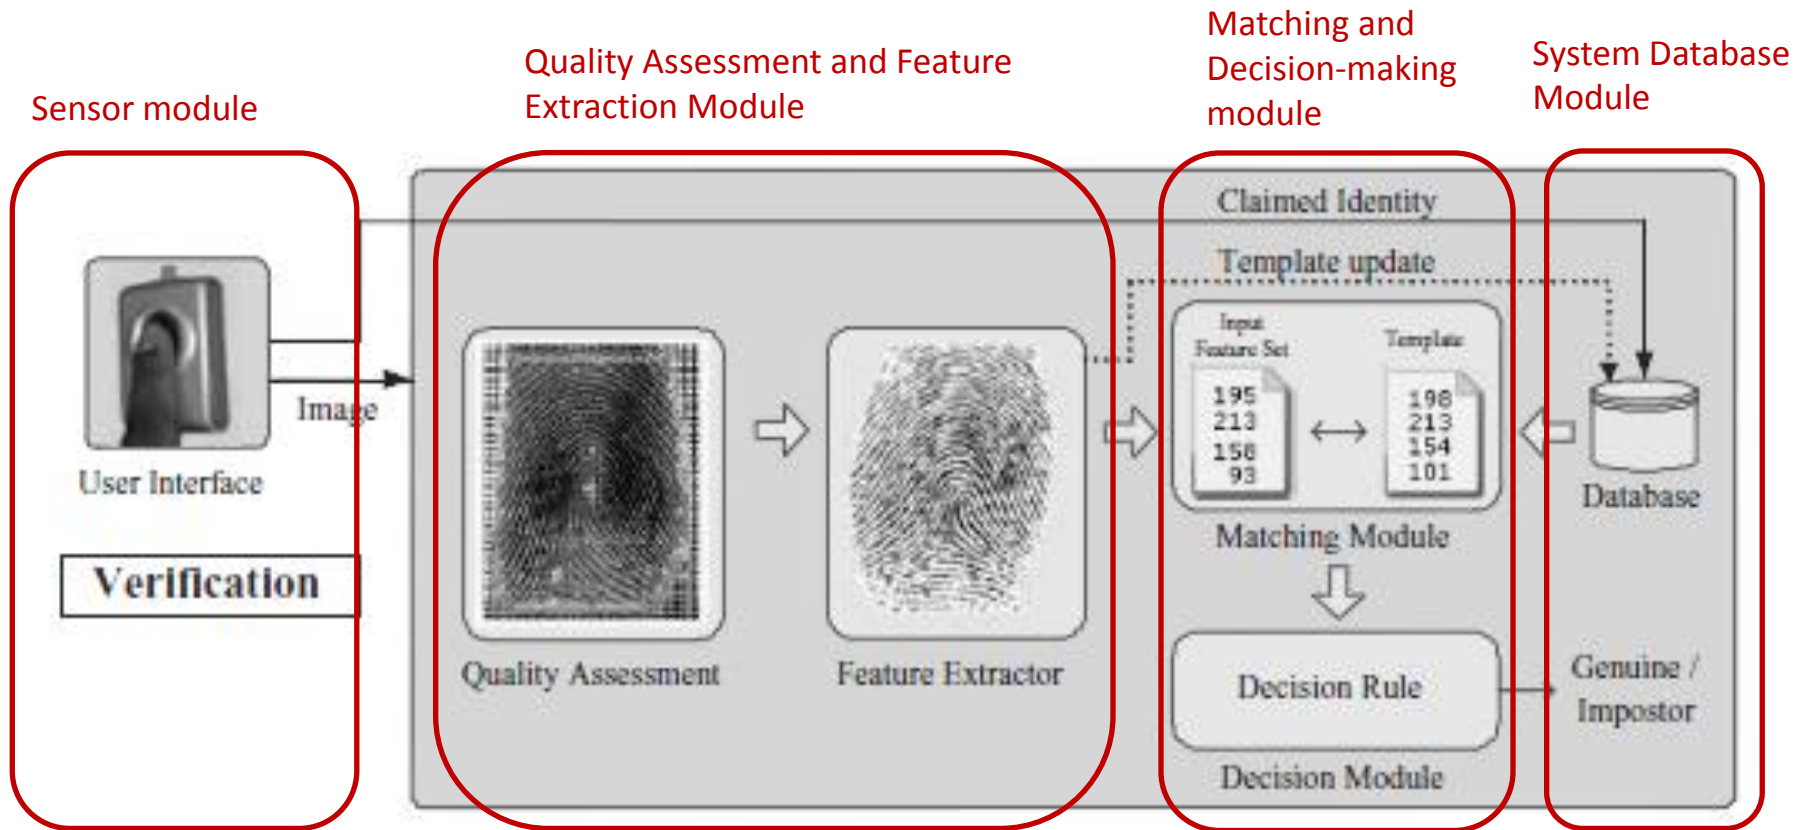 Sensor module
Quality Assessment and Feature
Extraction Module
Matching and
Decision-making
module
System Database
Module
Claimed Identity
Template update
Image
User Interface
Verification
Quality Assessment
Feature Extractor
Input
Feature Set
195
213
158
93
Template
198
213
154
101
Matching Module
Database
Decision Rule
Decision Module
Genuine /
Impostor